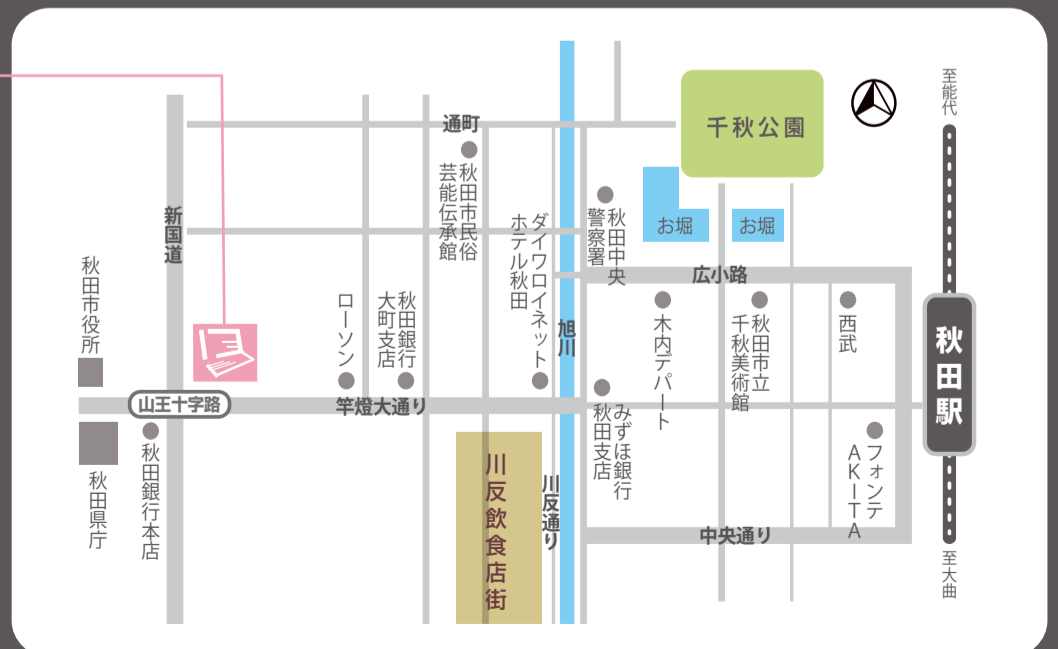 至能代
千秋公園
通町
秋田市民俗
芸能伝承館
ダイワロイネット
ホテル秋田
秋田中央
警察署
お堀
お堀
新国道
広小路
秋田市役所
ローソン
秋田銀行
大町支店
旭川
木内デパート
秋田市立
千秋美術館
西武
秋田駅
山王十字路
竿燈大通り
みずほ銀行
秋田支店
フォンテ
AKITA
秋田県庁
秋田銀行本店
川反飲食店街
川反通り
中央通り
至大曲